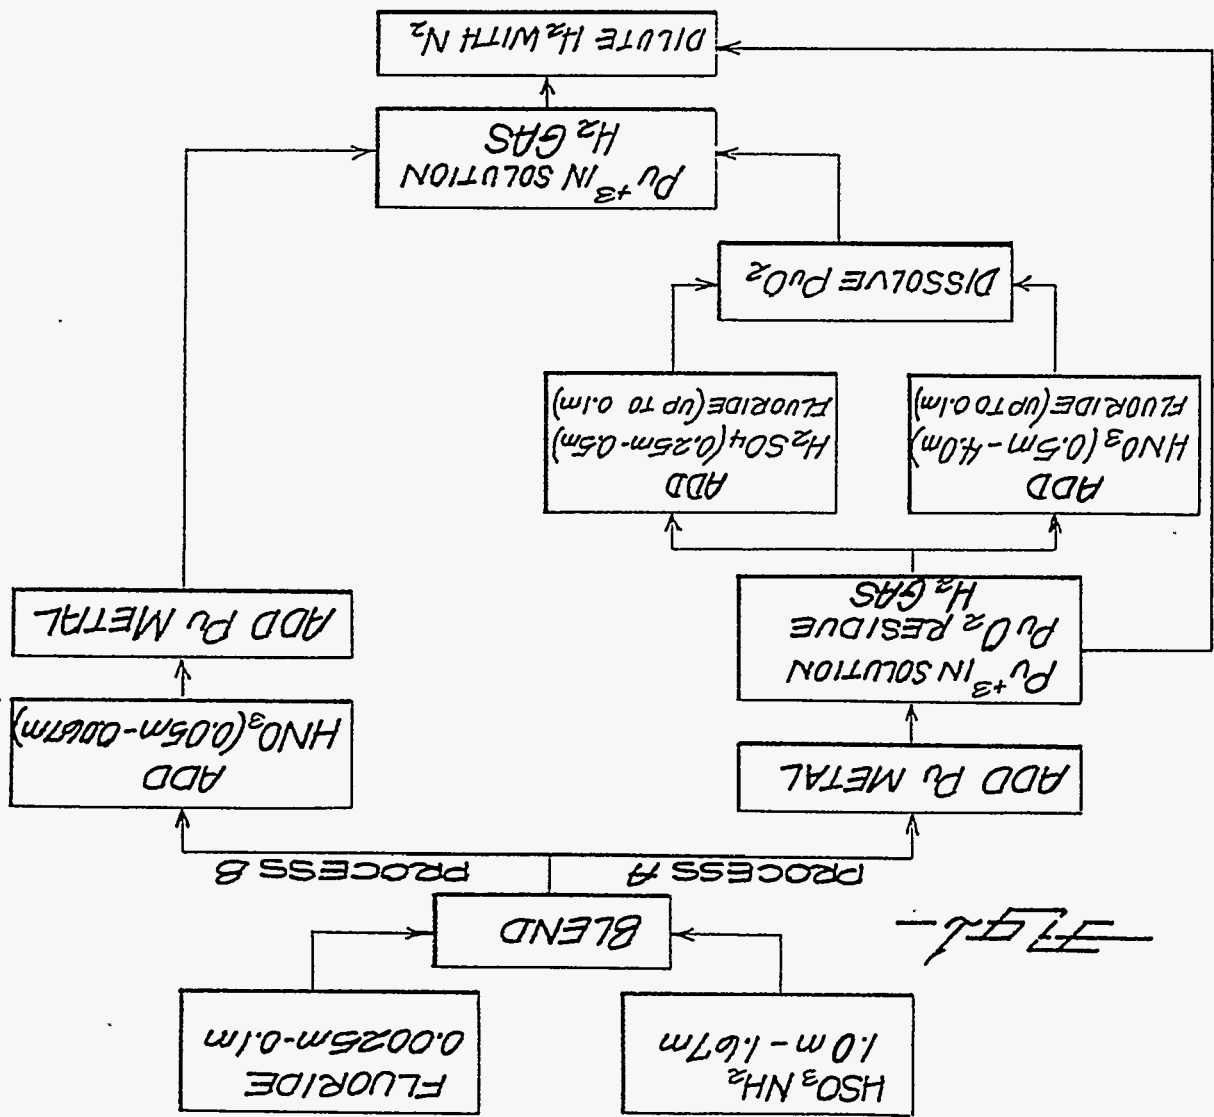 HSO3NH2
1.0m-1.67m
FLUORIDE
0.0025m-0.1m
BLEND
PROCESS A
PROCESS B
ADD Pu METAL
ADD
HNO3(0.05m-0.067m)
Pu+3 IN SOLUTION
PuO2 RESIDUE
H2 GAS
ADD Pu METAL
ADD
HNO3(0.5m-4.0m)
FLUORIDE(UP TO 0.1m)
ADD
H2SO4(0.25m-0.5m)
FLUORIDE(UP TO 0.1m)
DISSOLVE PuO2
Pu+3 IN SOLUTION
H2 GAS
DILUTE H2 WITH N2